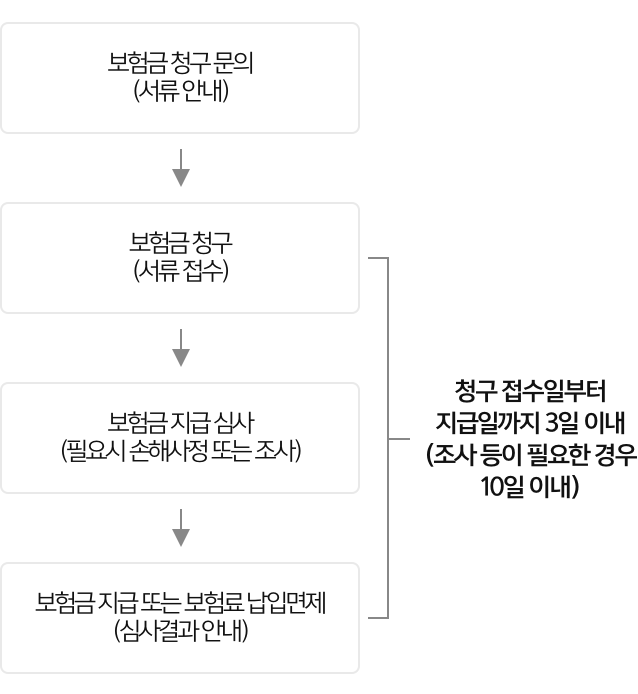 보험금 청구 문의
(서류 안내)
보험금 청구
(서류 접수)
보험금 지급 심사
(필요시 손해사정 또는 조사)
보험금 지급 또는 보험료 납입면제
(심사결과 안내)
청구 접수일부터
지급일까지 3일 이내
(조사 등이 필요한 경우
10일 이내)